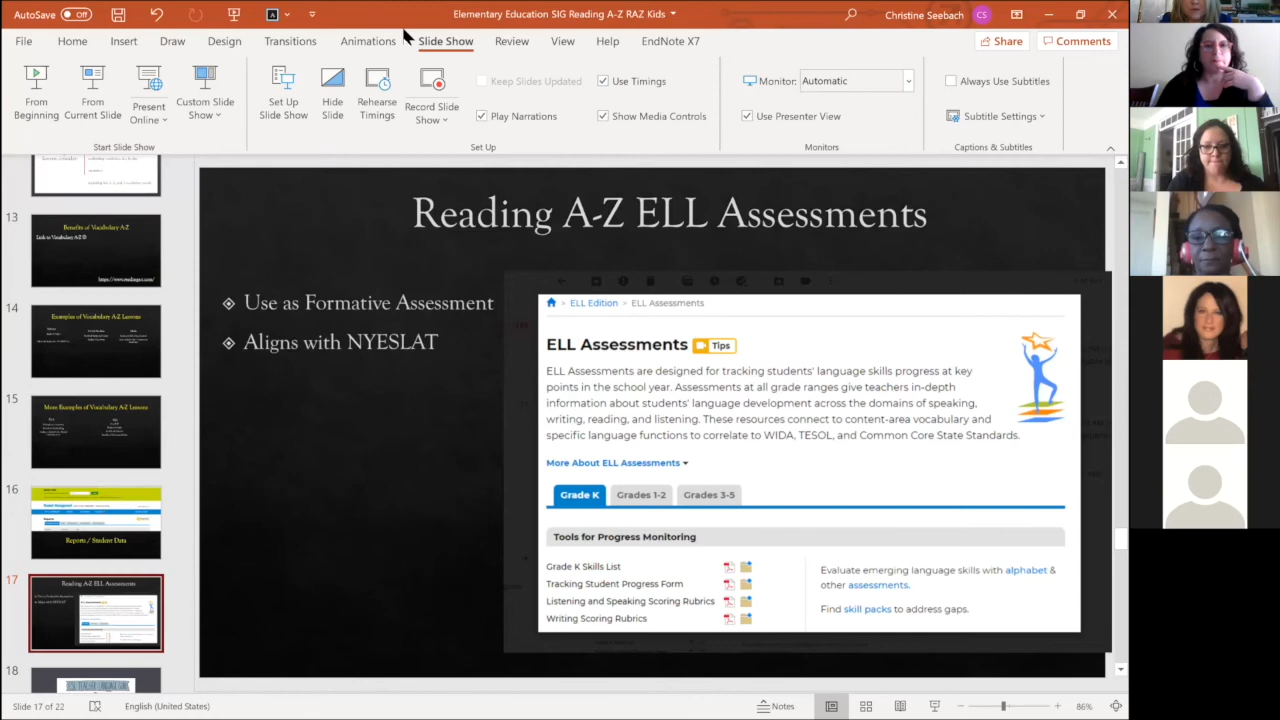 AutoSave Off
Elementary Education SIG Reading A-Z RAZ Kids
Christine Seebach CS
File Home Insert Draw Design Transitions Animations Slide Show Review View Help EndNote X7
Share Comments
From Beginning
From Current Slide
Present Online
Custom Slide Show
Set Up Slide Show
Hide Slide
Rehearse Timings
Record Slide Show
Keep Slides Updated
Play Narrations
Use Timings
Show Media Controls
Monitor: Automatic
Use Presenter View
Always Use Subtitles
Subtitle Settings
Start Slide Show
Set Up
Monitors
Captions & Subtitles
13
Benefits of Vocabulary A-Z
Link to Vocabulary A-Z
14
Examples of Vocabulary A-Z Lessons
15
More Examples of Vocabulary A-Z Lessons
16
Reports / Student Data
17
Reading A-Z ELL Assessments
18
Reading A-Z ELL Assessments
Use as Formative Assessment
Aligns with NYESLAT
> ELL Edition > ELL Assessments
ELL Assessments Tips
ELL Assessments are designed for tracking students' language skills progress at key
points in the school year. Assessments at all grade ranges give teachers in-depth
information about students' language development across the domains of speaking,
writing, reading, and listening. These resources connect to content-area vocabulary and
specific language functions to correlate to WIDA, TESOL, and Common Core State Standards.
More About ELL Assessments
Grade K Grades 1-2 Grades 3-5
Tools for Progress Monitoring
Grade K Skills List
Tracking Student Progress Form
Listening and Speaking Scoring Rubrics
Writing Scoring Rubrics
Evaluate emerging language skills with alphabet &
other assessments.
Find skill packs to address gaps.
Slide 17 of 22
English (United States)
Notes
86%